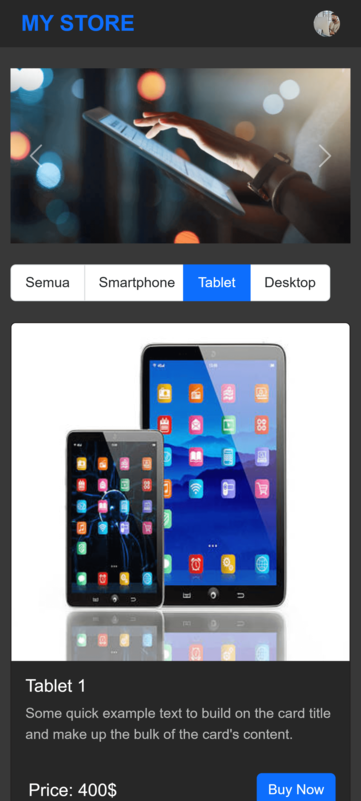 MY STORE
Semua Smartphone Tablet Desktop
Tablet 1
Some quick example text to build on the card title
and make up the bulk of the card's content.
Price: 400$ Buy Now